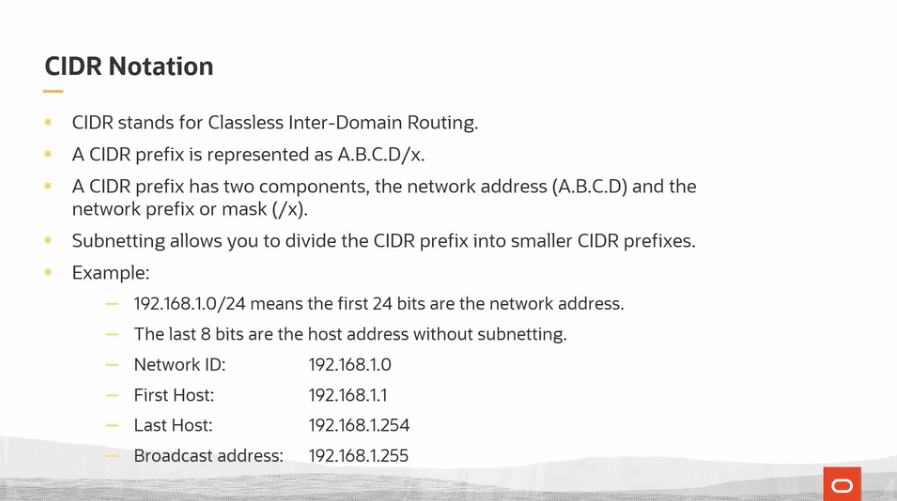 CIDR Notation
CIDR stands for Classless Inter-Domain Routing.
A CIDR prefix is represented as A.B.C.D/x.
A CIDR prefix has two components, the network address (A.B.C.D) and the
network prefix or mask (/x).
Subnetting allows you to divide the CIDR prefix into smaller CIDR prefixes.
Example:
192.168.1.0/24 means the first 24 bits are the network address.
The last 8 bits are the host address without subnetting.
Network ID: 192.168.1.0
First Host: 192.168.1.1
Last Host: 192.168.1.254
Broadcast address: 192.168.1.255